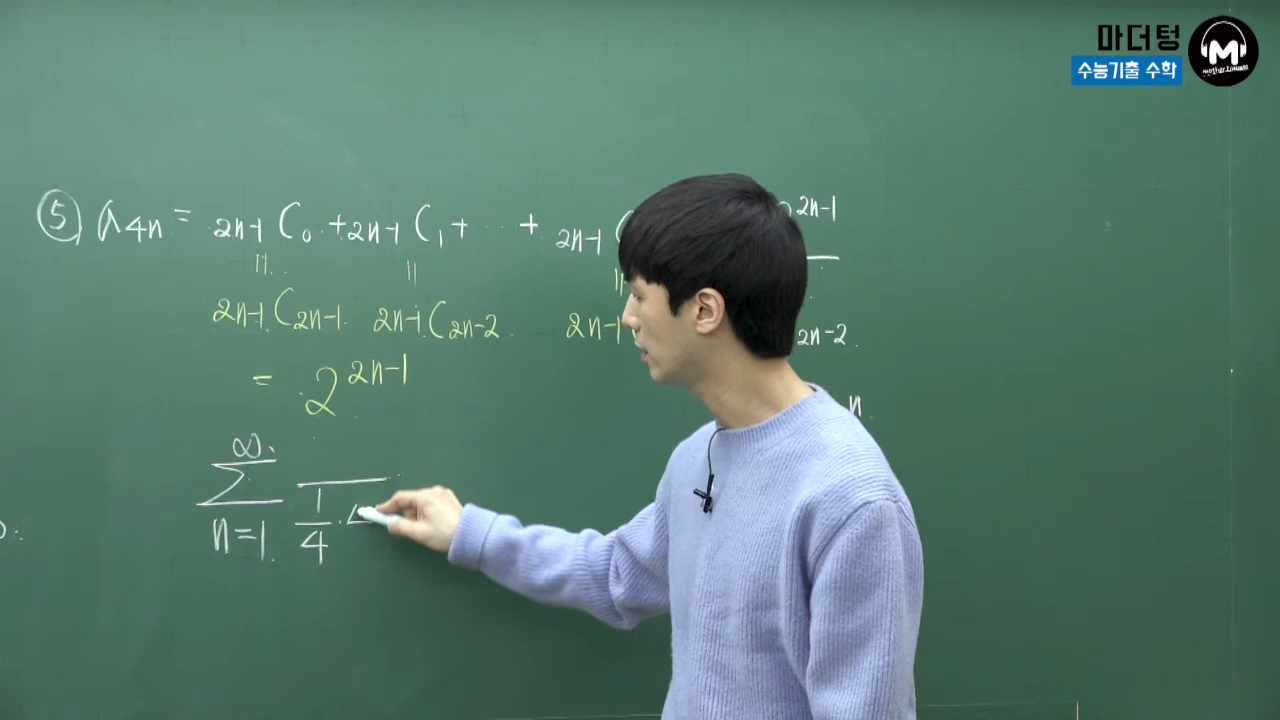 마더텅
수능기출 수학
M
⑤ a₄ₙ = ₂ₙ₋₁C₀ + ₂ₙ₋₁C₁ + ⋯ + ₂ₙ₋₁C 2n-1
|| || ||
₂ₙ₋₁C₂ₙ₋₁ ₂ₙ₋₁C₂ₙ₋₂ 2n-1 2n-2
= 2^{2n-1} n
∞
Σ 1/4 ·
n=1